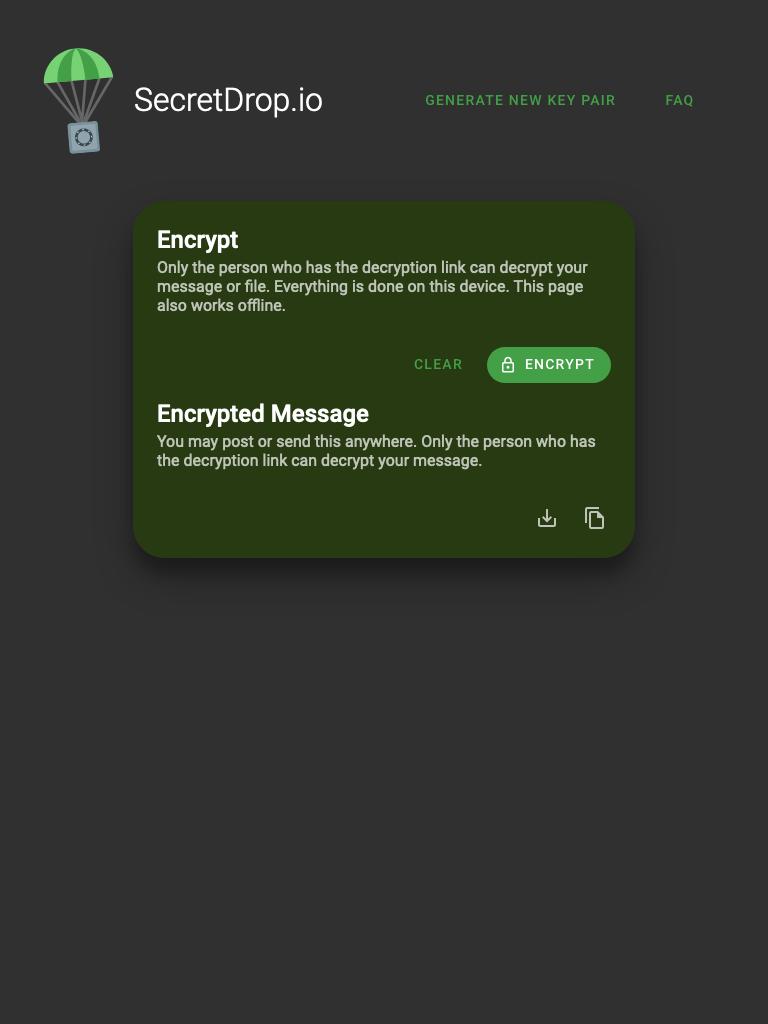 SecretDrop.io
GENERATE NEW KEY PAIR
FAQ
Encrypt
Only the person who has the decryption link can decrypt your
message or file. Everything is done on this device. This page
also works offline.
CLEAR
ENCRYPT
Encrypted Message
You may post or send this anywhere. Only the person who has
the decryption link can decrypt your message.